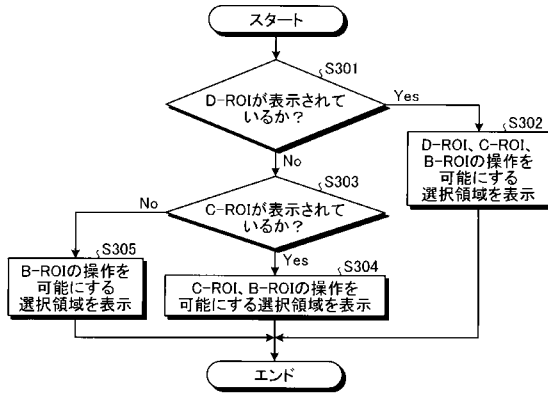 スタート
S301
D-ROIが表示されて
いるか？
Yes
S302
D-ROI、C-ROI、
B-ROIの操作を
可能にする
選択領域を表示
No
S303
C-ROIが表示されて
いるか？
No
Yes
S305
B-ROIの操作を
可能にする
選択領域を表示
S304
C-ROI、B-ROIの操作を
可能にする選択領域を表示
エンド